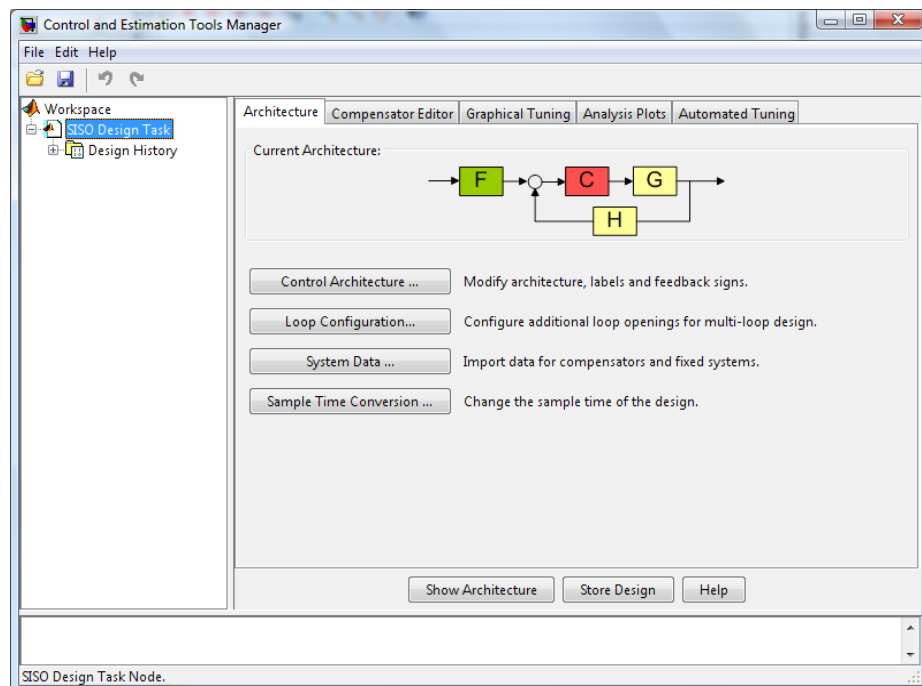 Control and Estimation Tools Manager
File Edit Help
Workspace
SISO Design Task
Design History
Architecture Compensator Editor Graphical Tuning Analysis Plots Automated Tuning
Current Architecture:
F C G
H
Control Architecture ... Modify architecture, labels and feedback signs.
Loop Configuration... Configure additional loop openings for multi-loop design.
System Data ... Import data for compensators and fixed systems.
Sample Time Conversion ... Change the sample time of the design.
Show Architecture Store Design Help
SISO Design Task Node.